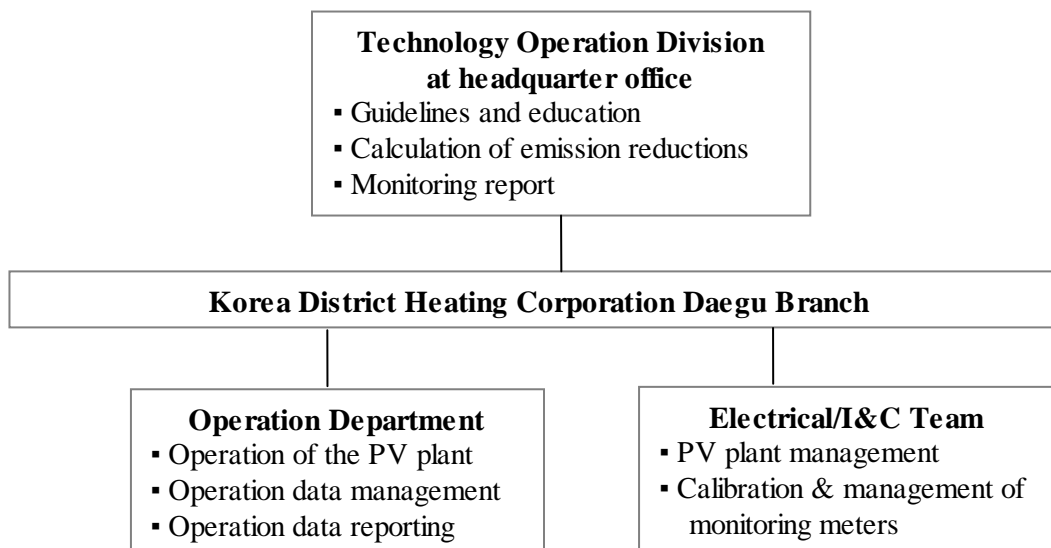 Technology Operation Division
at headquarter office
▪ Guidelines and education
▪ Calculation of emission reductions
▪ Monitoring report
Korea District Heating Corporation Daegu Branch
Operation Department
▪ Operation of the PV plant
▪ Operation data management
▪ Operation data reporting
Electrical/I&C Team
▪ PV plant management
▪ Calibration & management of
monitoring meters